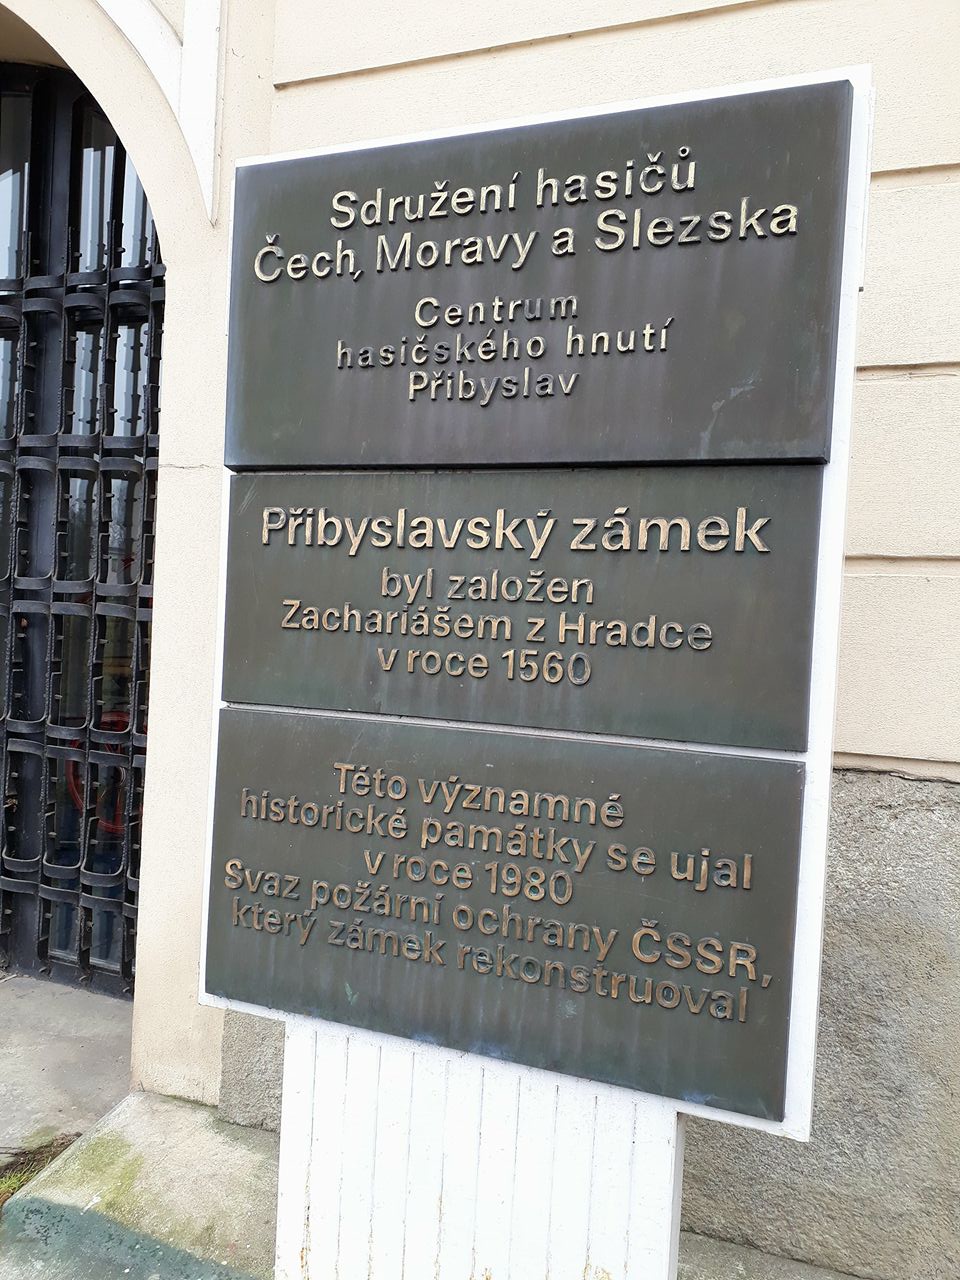 Sdružení hasičů
Čech, Moravy a Slezska
Centrum
hasičského hnutí
Přibyslav
Přibyslavský zámek
byl založen
Zachariášem z Hradce
v roce 1560
Této významné
historické památky se ujal
v roce 1980
Svaz požární ochrany ČSSR,
který zámek rekonstruoval